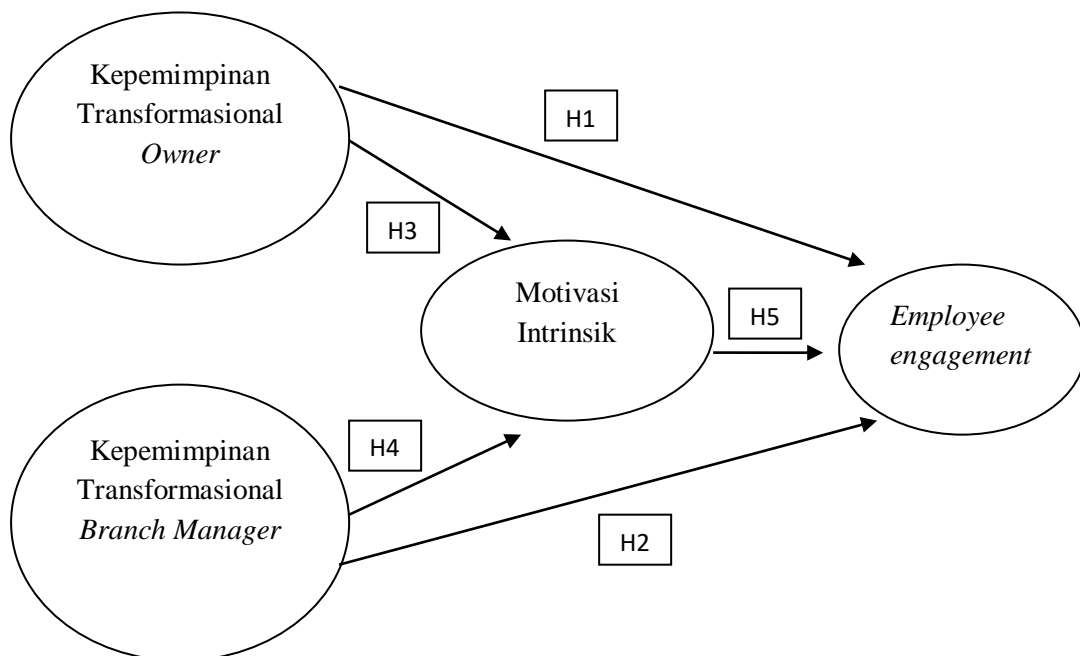 Kepemimpinan
Transformasional
Owner
H1
H3
Motivasi
Intrinsik
H5
Employee
engagement
Kepemimpinan
Transformasional
Branch Manager
H4
H2